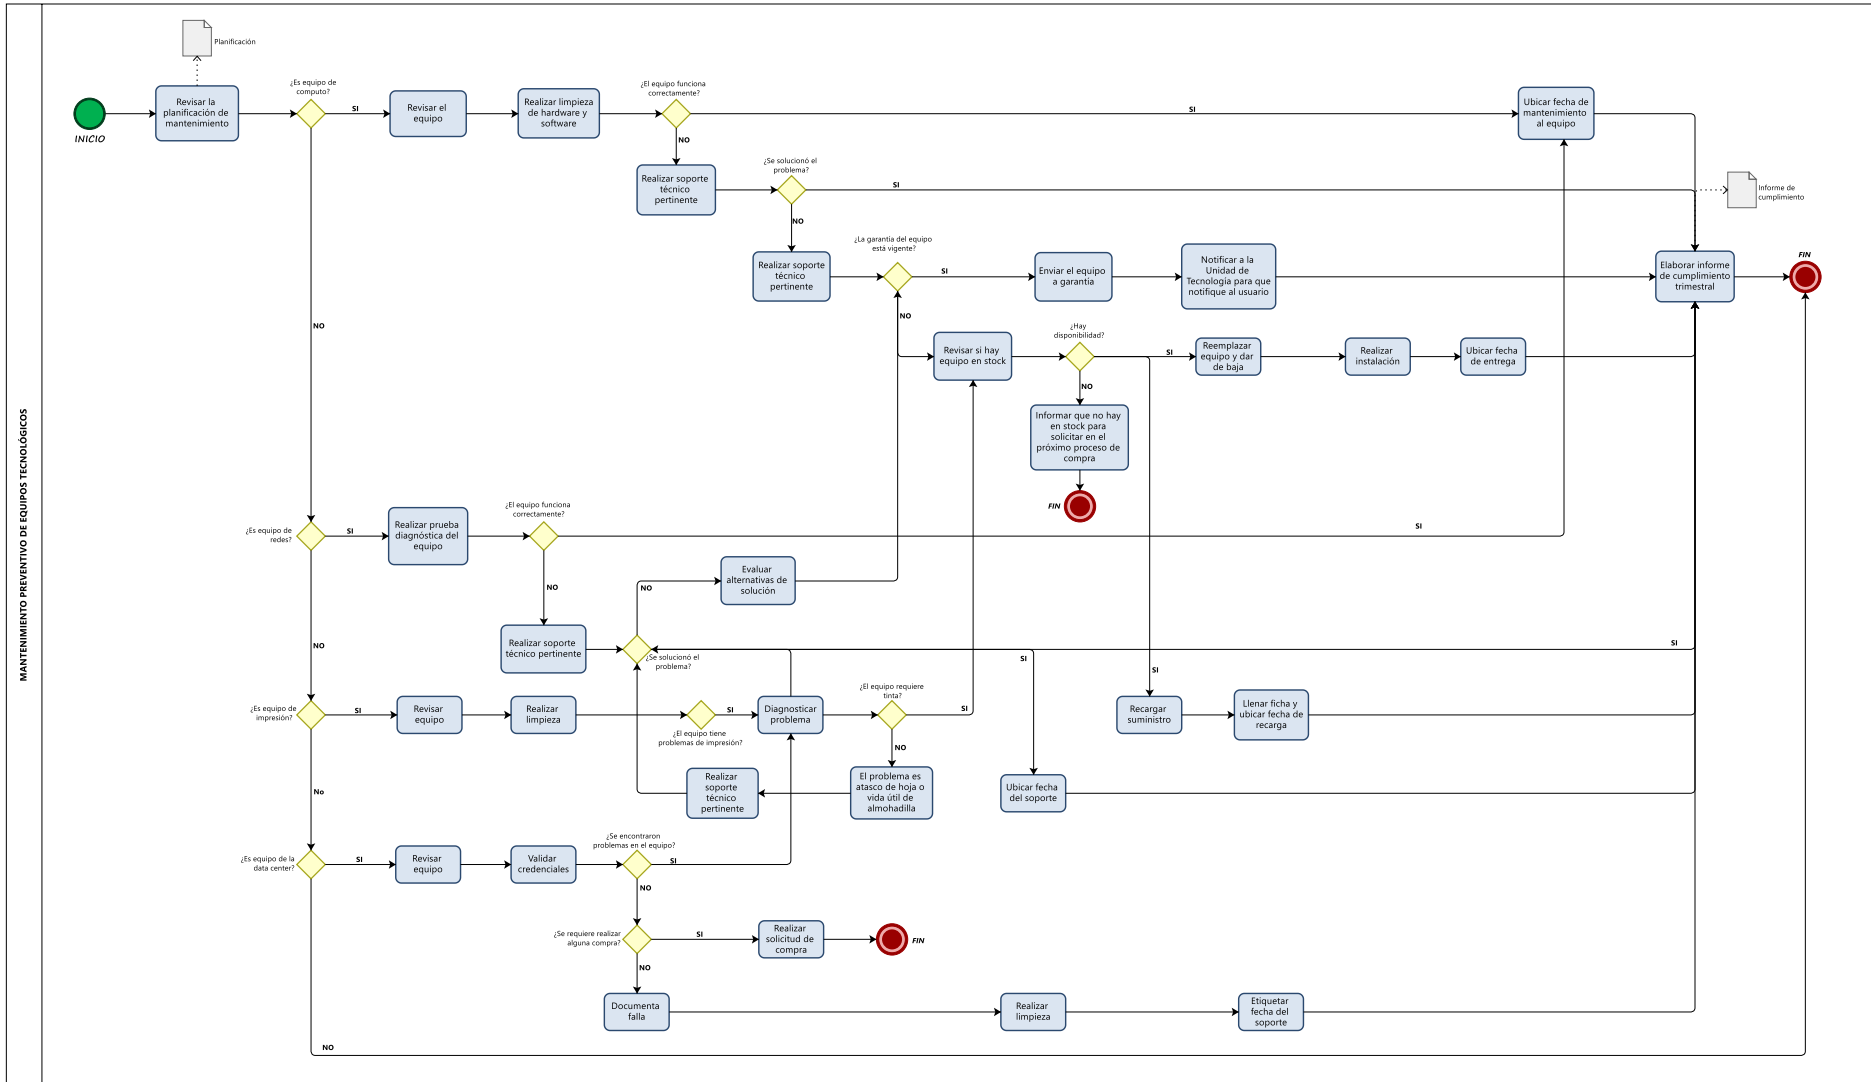 MANTENIMIENTO PREVENTIVO DE EQUIPOS TECNOLÓGICOS
Planificación
INICIO
Revisar la
planificación de
mantenimiento
¿Es equipo de
computo?
SI
Revisar el
equipo
Realizar limpieza
de hardware y
software
¿El equipo funciona
correctamente?
SI
Ubicar fecha de
mantenimiento
al equipo
NO
Realizar soporte
técnico
pertinente
¿Se solucionó el
problema?
SI
Informe de
cumplimiento
NO
Realizar soporte
técnico
pertinente
¿La garantía del equipo
está vigente?
SI
Enviar el equipo
a garantía
Notificar a la
Unidad de
Tecnología para que
notifique al usuario
Elaborar informe
de cumplimiento
trimestral
FIN
NO
NO
Revisar si hay
equipo en stock
¿Hay
disponibilidad?
SI
Reemplazar
equipo y dar
de baja
Realizar
instalación
Ubicar fecha
de entrega
NO
Informar que no hay
en stock para
solicitar en el
próximo proceso de
compra
FIN
¿Es equipo de
redes?
SI
Realizar prueba
diagnóstica del
equipo
¿El equipo funciona
correctamente?
SI
NO
Evaluar
alternativas de
solución
NO
Realizar soporte
técnico pertinente
¿Se solucionó el
problema?
SI
SI
NO
SI
¿Es equipo de
impresión?
SI
Revisar
equipo
Realizar
limpieza
¿El equipo tiene
problemas de impresión?
SI
Diagnosticar
problema
¿El equipo requiere
tinta?
SI
Recargar
suministro
Llenar ficha y
ubicar fecha de
recarga
NO
El problema es
atasco de hoja o
vida útil de
almohadilla
Realizar
soporte
técnico
pertinente
Ubicar fecha
del soporte
No
¿Es equipo de la
data center?
SI
Revisar
equipo
Validar
credenciales
¿Se encontraron
problemas en el equipo?
SI
NO
¿Se requiere realizar
alguna compra?
SI
Realizar
solicitud de
compra
FIN
NO
Documenta
falla
Realizar
limpieza
Etiquetar
fecha del
soporte
NO